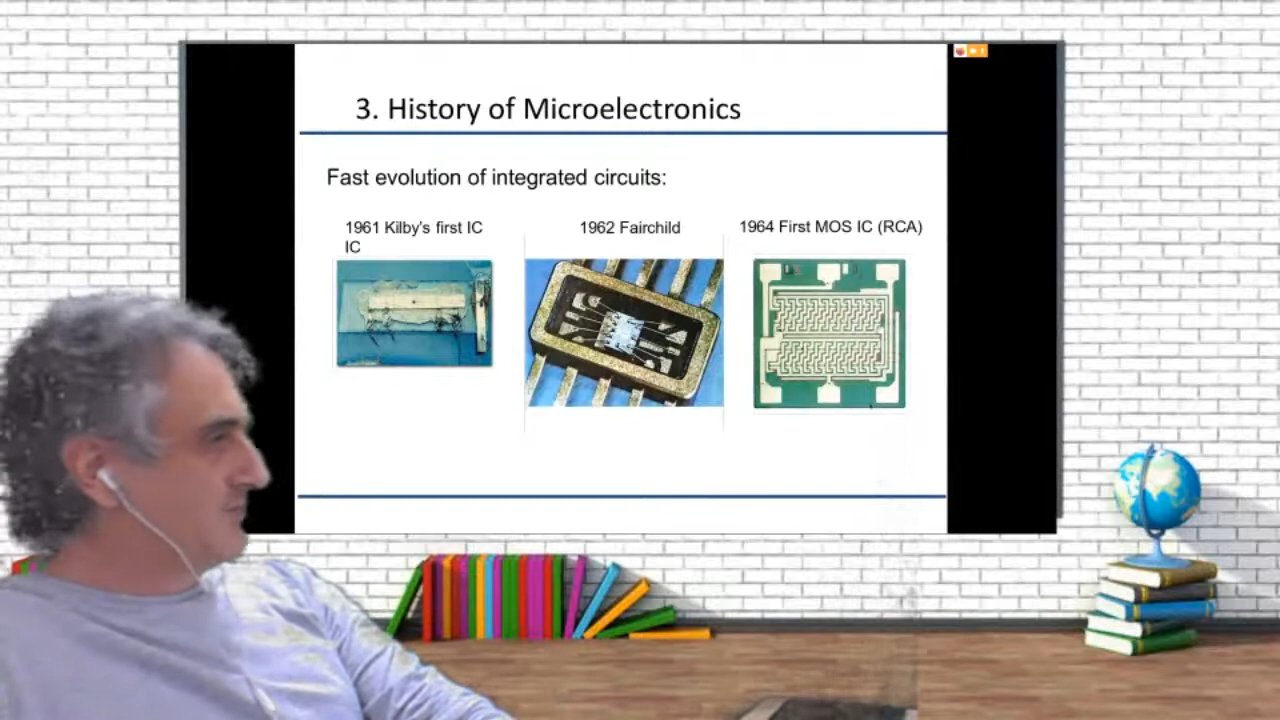 3. History of Microelectronics
Fast evolution of integrated circuits:
1961 Kilby's first IC
IC
1962 Fairchild
1964 First MOS IC (RCA)